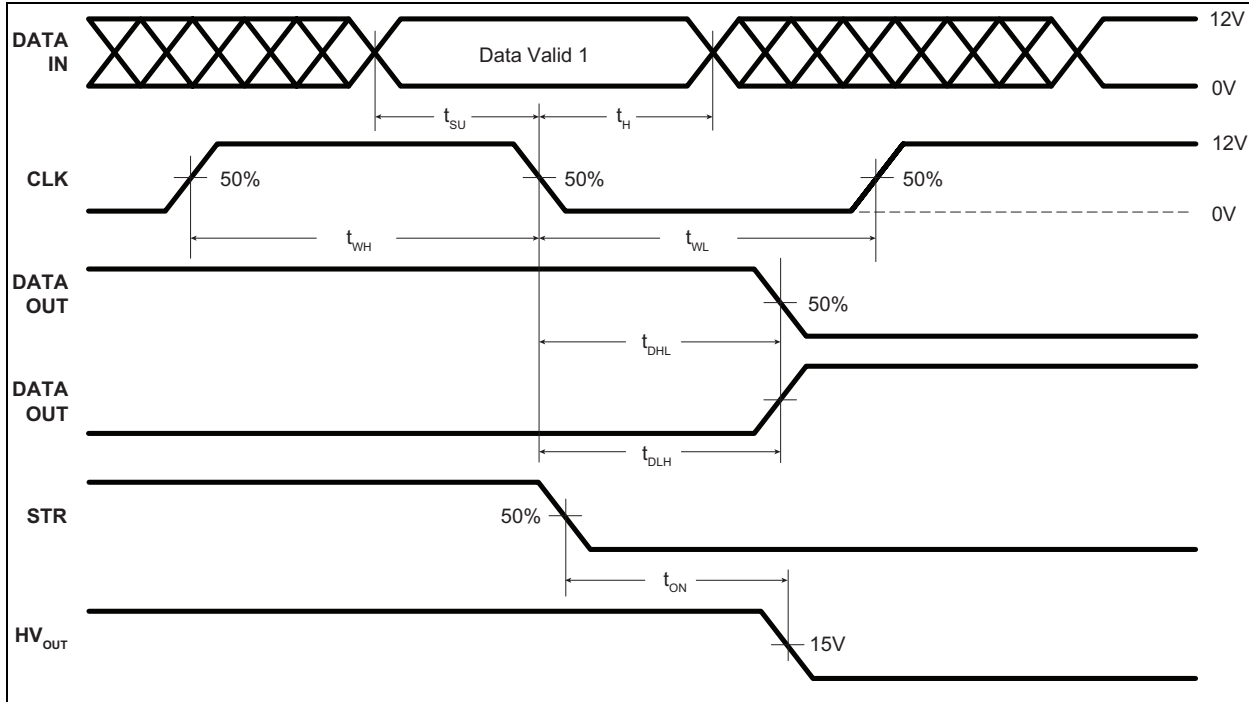 DATA IN
Data Valid 1
12V
0V
tSU
tH
CLK
50%
50%
50%
12V
0V
tWH
tWL
DATA OUT
50%
tDHL
DATA OUT
tDLH
STR
50%
tON
HVOUT
15V